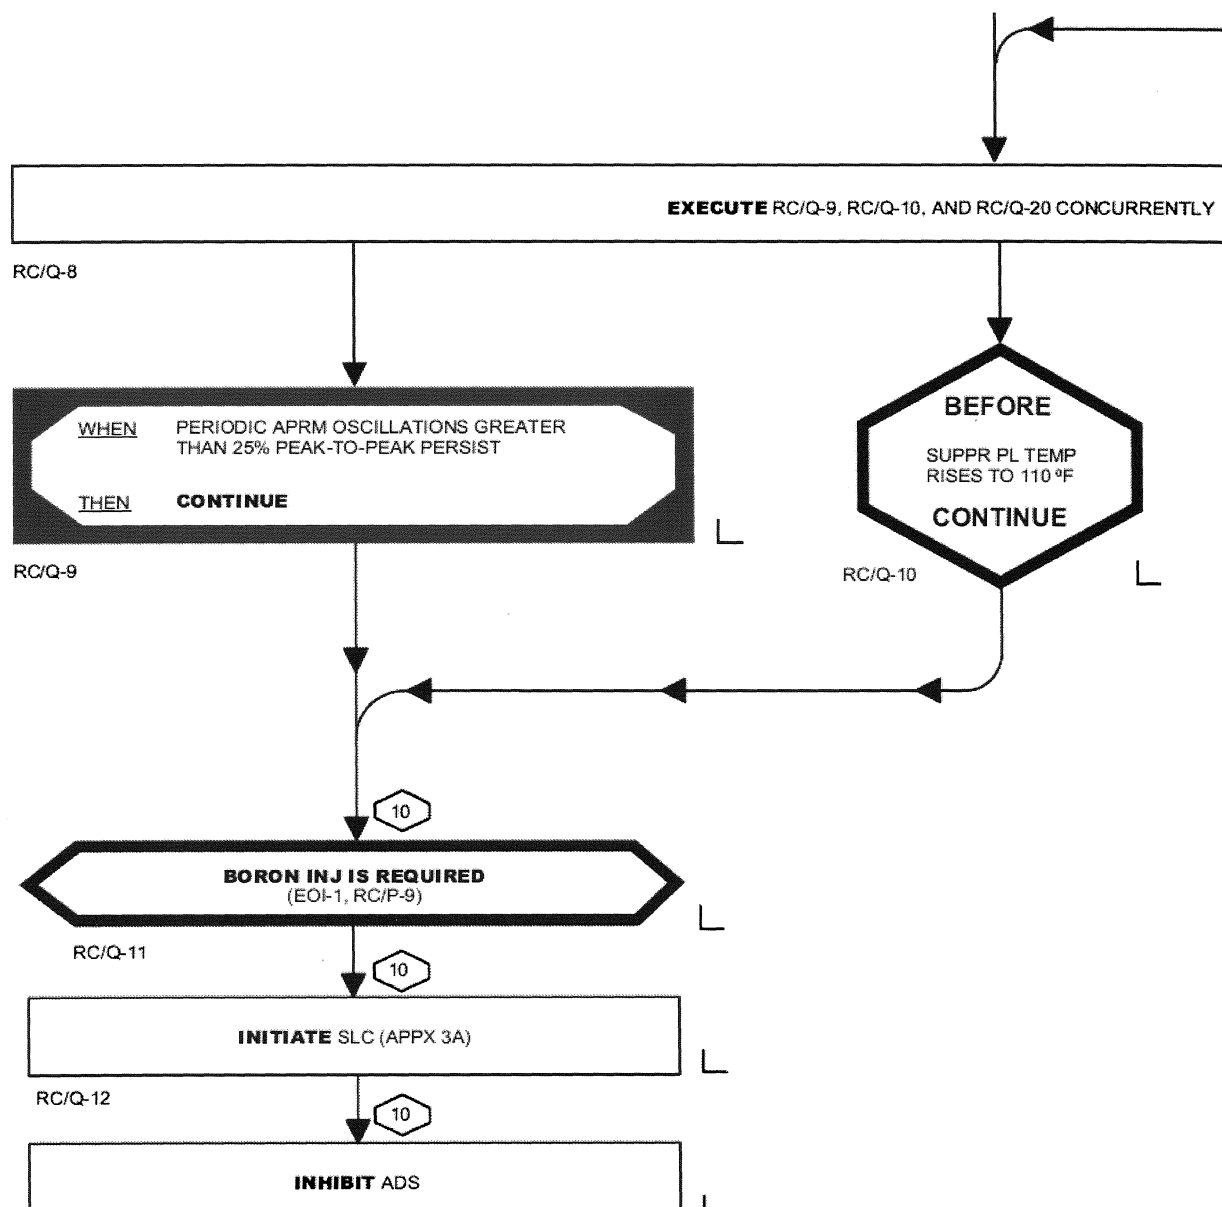 EXECUTE RC/Q-9, RC/Q-10, AND RC/Q-20 CONCURRENTLY
RC/Q-8
WHEN PERIODIC APRM OSCILLATIONS GREATER
THAN 25% PEAK-TO-PEAK PERSIST
THEN CONTINUE
RC/Q-9
BEFORE
SUPPR PL TEMP
RISES TO 110 ºF
CONTINUE
RC/Q-10
10
BORON INJ IS REQUIRED
(EOI-1, RC/P-9)
RC/Q-11
10
INITIATE SLC (APPX 3A)
RC/Q-12
10
INHIBIT ADS